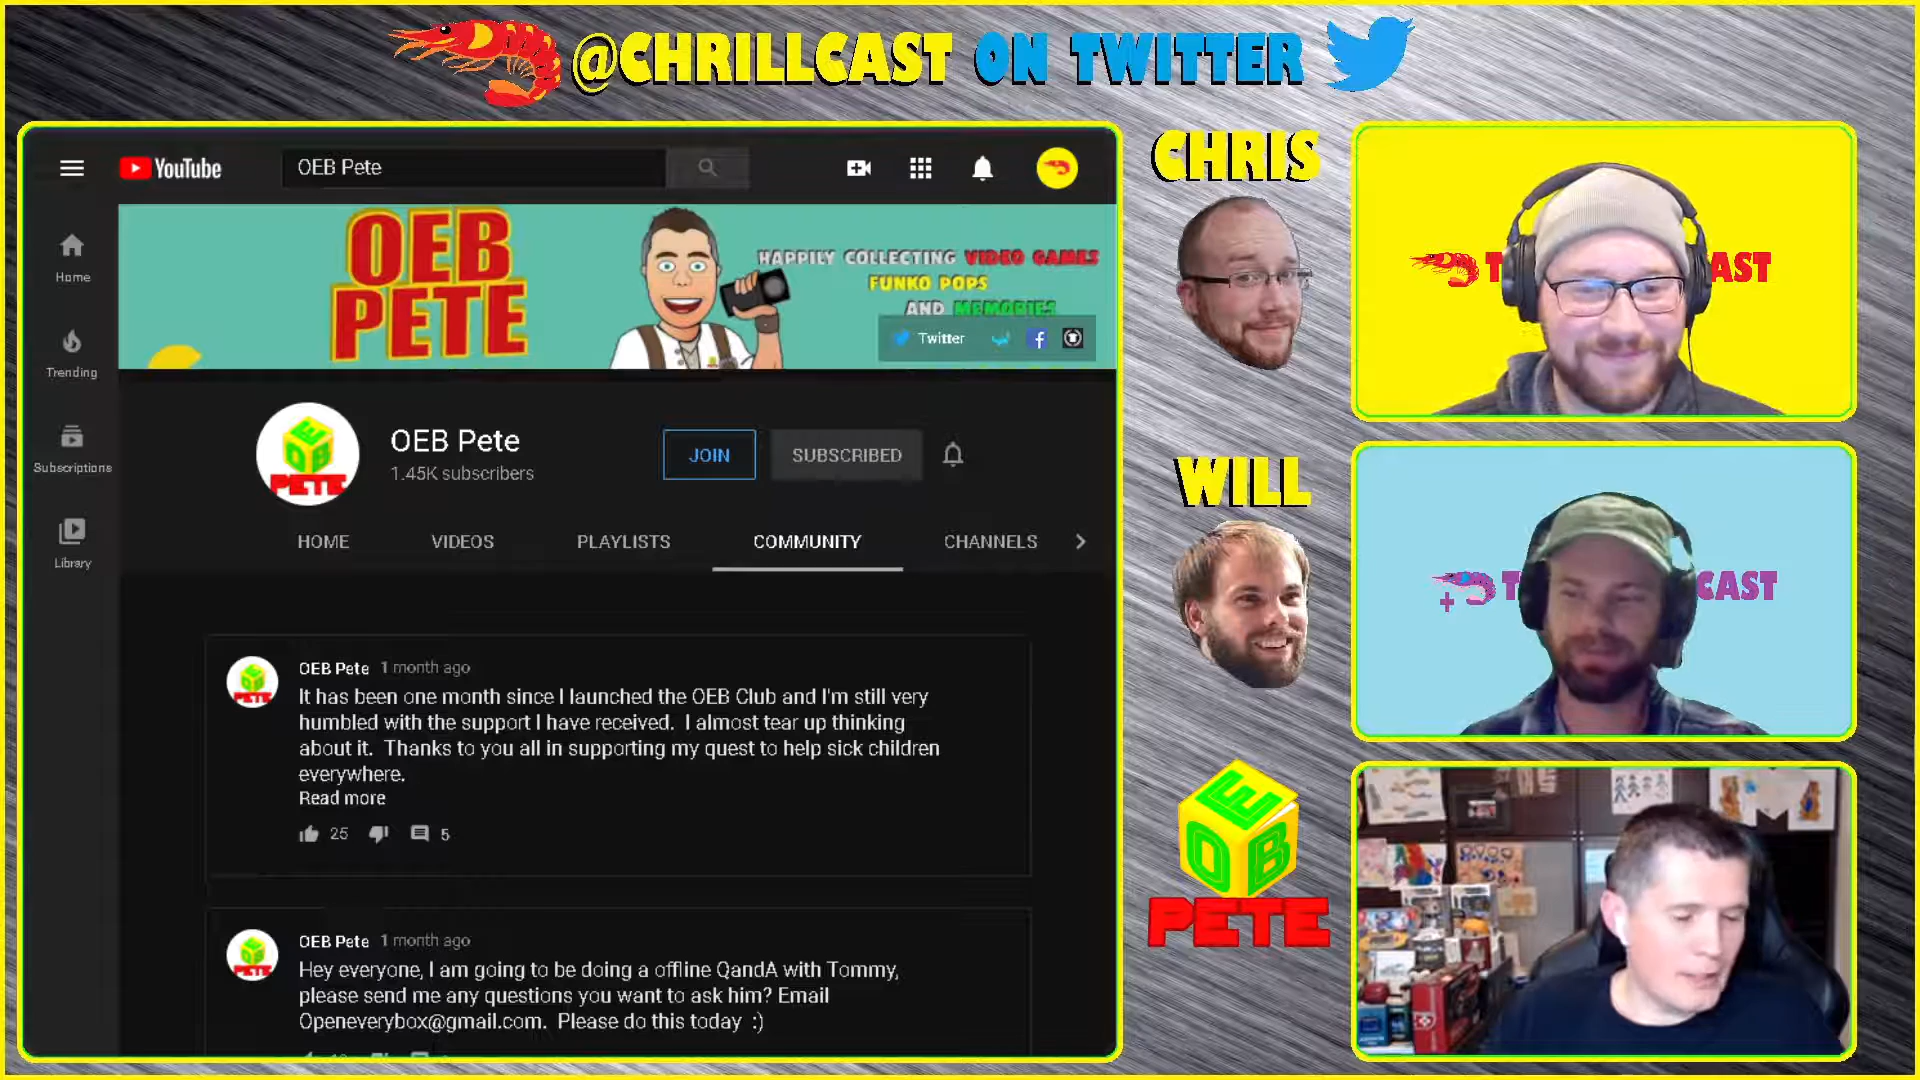 @CHRILLCAST ON TWITTER
YouTube
OEB Pete
Home
Trending
Subscriptions
Library
OEB
PETE
HAPPILY COLLECTING VIDEO GAMES
FUNKO POPS
AND MEMORIES
Twitter
OEB
PETE
OEB Pete
1.45K subscribers
JOIN
SUBSCRIBED
HOME
VIDEOS
PLAYLISTS
COMMUNITY
CHANNELS
OEB
PETE
OEB Pete 1 month ago
It has been one month since I launched the OEB Club and I'm still very
humbled with the support I have received. I almost tear up thinking
about it. Thanks to you all in supporting my quest to help sick children
everywhere.
Read more
25
5
OEB
PETE
OEB Pete 1 month ago
Hey everyone, I am going to be doing a offline QandA with Tommy,
please send me any questions you want to ask him? Email
Openeverybox@gmail.com. Please do this today :)
CHRIS
AST
WILL
CAST
OEB
PETE